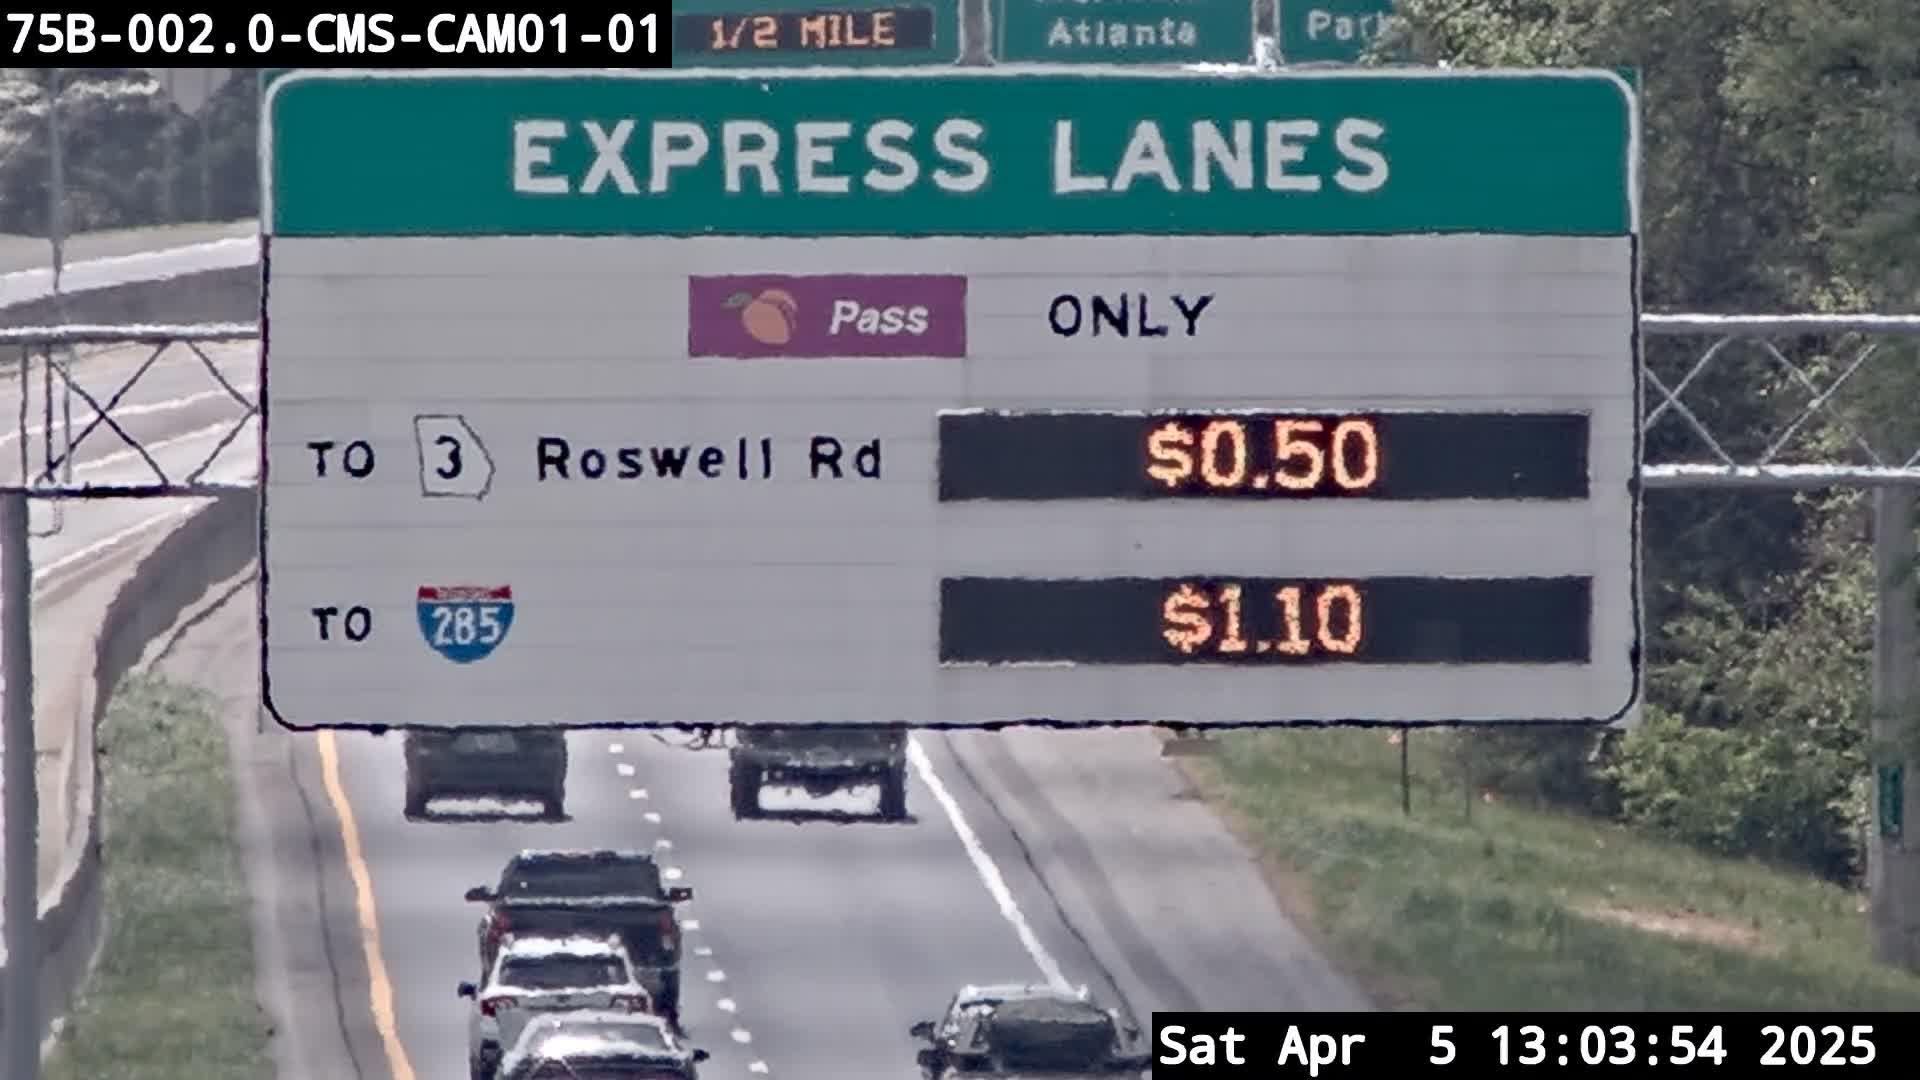 75B-002.0-CMS-CAM01-01
1/2 MILE
Atlanta
Park
EXPRESS LANES
Pass ONLY
TO 3 Roswell Rd $0.50
TO 285 $1.10
Sat Apr 5 13:03:54 2025